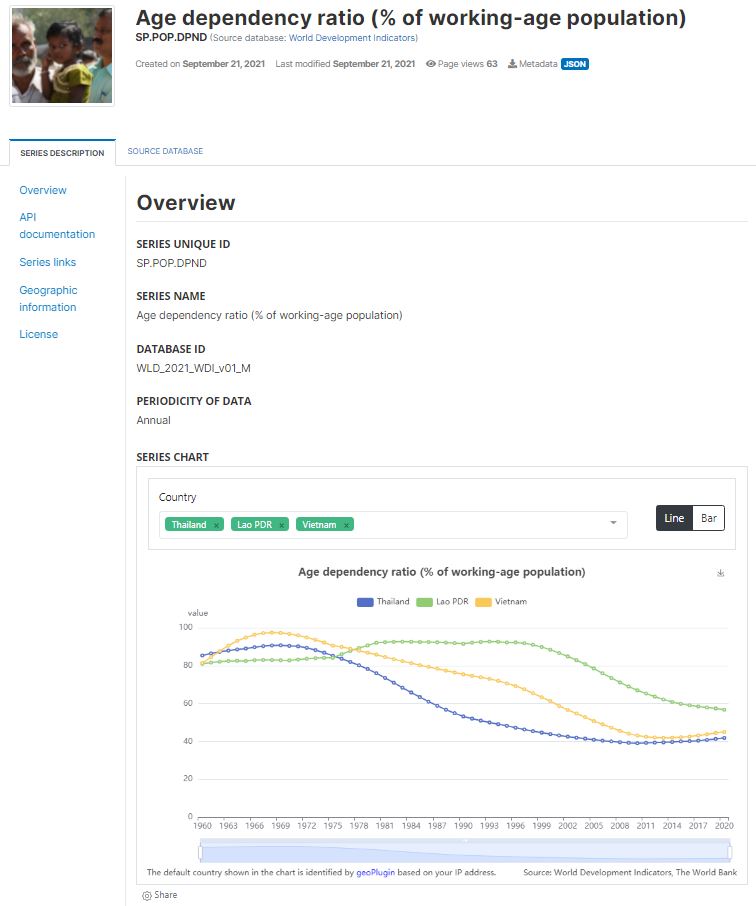 Age dependency ratio (% of working-age population)
SP.POP.DPND (Source database: World Development Indicators)
Created on September 21, 2021 Last modified September 21, 2021 Page views 63 Metadata JSON
SERIES DESCRIPTION SOURCE DATABASE
Overview
API
documentation
Series links
Geographic
information
License
Overview
SERIES UNIQUE ID
SP.POP.DPND
SERIES NAME
Age dependency ratio (% of working-age population)
DATABASE ID
WLD_2021_WDI_v01_M
PERIODICITY OF DATA
Annual
SERIES CHART
Country
Thailand × Lao PDR × Vietnam ×
Line Bar
Age dependency ratio (% of working-age population)
Thailand Lao PDR Vietnam
value
100
80
60
40
20
0
1960 1963 1966 1969 1972 1975 1978 1981 1984 1987 1990 1993 1996 1999 2002 2005 2008 2011 2014 2017 2020
The default country shown in the chart is identified by geoPlugin based on your IP address. Source: World Development Indicators, The World Bank
Share